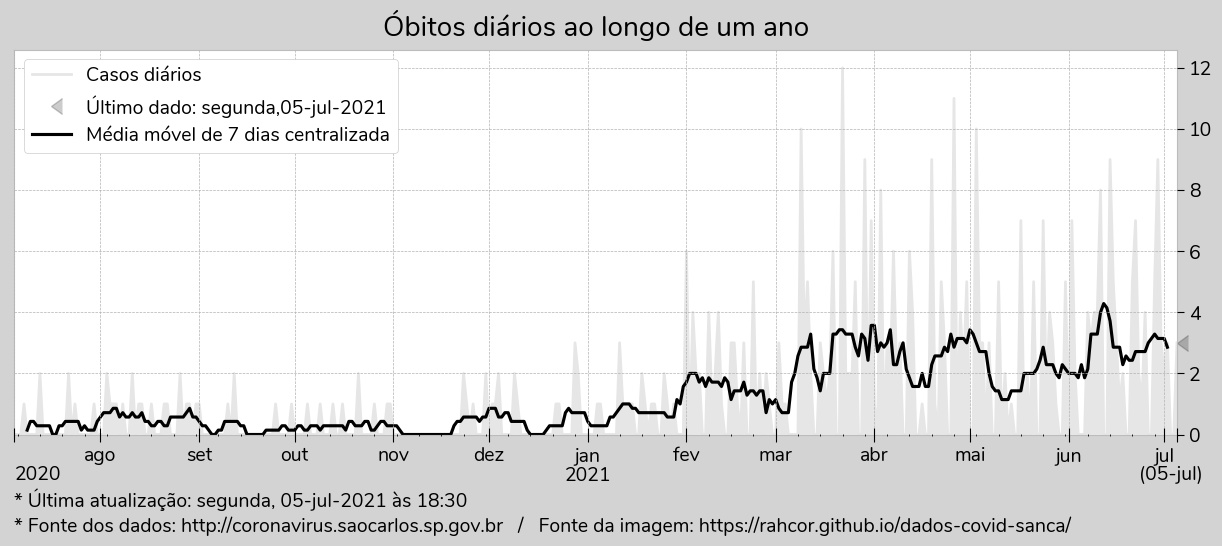 Óbitos diários ao longo de um ano
Casos diários
Último dado: segunda,05-jul-2021
Média móvel de 7 dias centralizada
12
10
8
6
4
2
0
ago set out nov dez jan fev mar abr mai jun jul
2020 2021 (05-jul)
* Última atualização: segunda, 05-jul-2021 às 18:30
* Fonte dos dados: http://coronavirus.saocarlos.sp.gov.br / Fonte da imagem: https://rahcor.github.io/dados-covid-sanca/